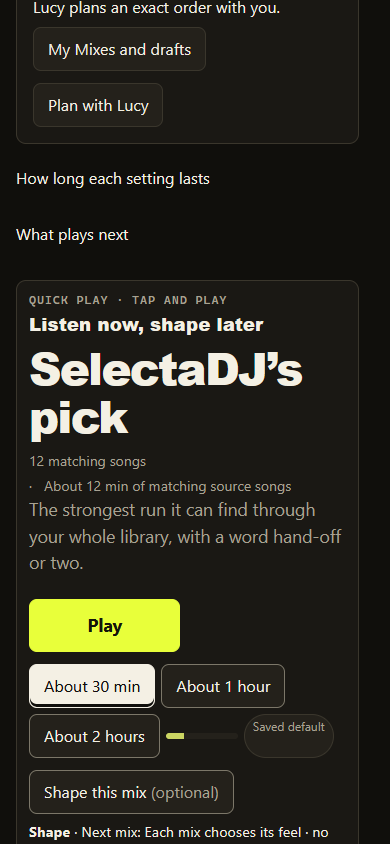 Lucy plans an exact order with you.
My Mixes and drafts
Plan with Lucy
How long each setting lasts
What plays next
QUICK PLAY · TAP AND PLAY
Listen now, shape later
SelectaDJ’s
pick
12 matching songs
· About 12 min of matching source songs
The strongest run it can find through
your whole library, with a word hand-off
or two.
Play
About 30 min
About 1 hour
About 2 hours
Saved default
Shape this mix (optional)
Shape · Next mix: Each mix chooses its feel · no